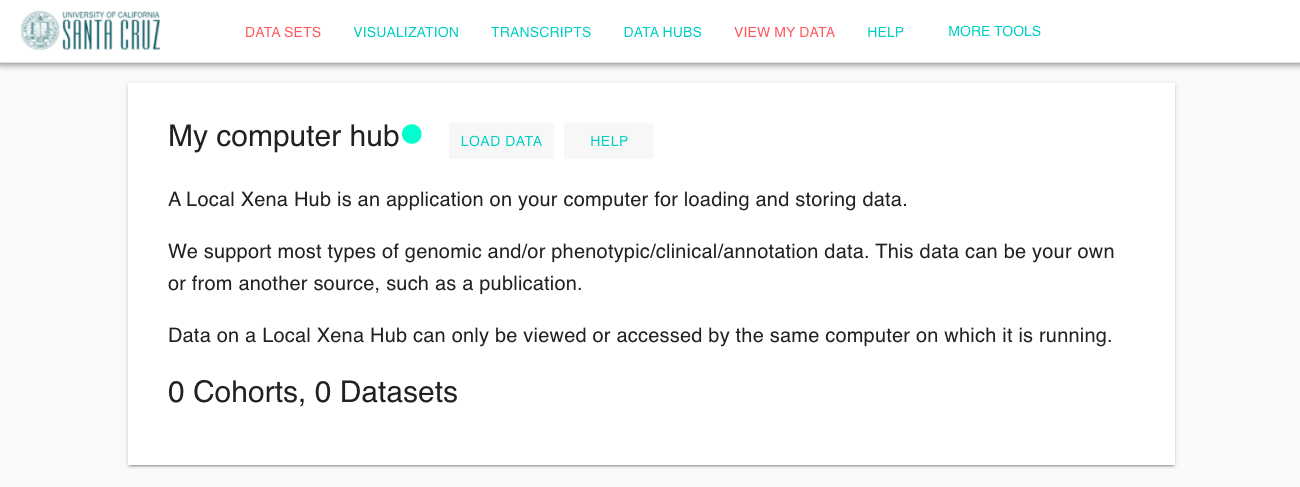 UNIVERSITY OF CALIFORNIA
SANTA CRUZ
DATA SETS VISUALIZATION TRANSCRIPTS DATA HUBS VIEW MY DATA HELP MORE TOOLS
My computer hub LOAD DATA HELP
A Local Xena Hub is an application on your computer for loading and storing data.
We support most types of genomic and/or phenotypic/clinical/annotation data. This data can be your own
or from another source, such as a publication.
Data on a Local Xena Hub can only be viewed or accessed by the same computer on which it is running.
0 Cohorts, 0 Datasets